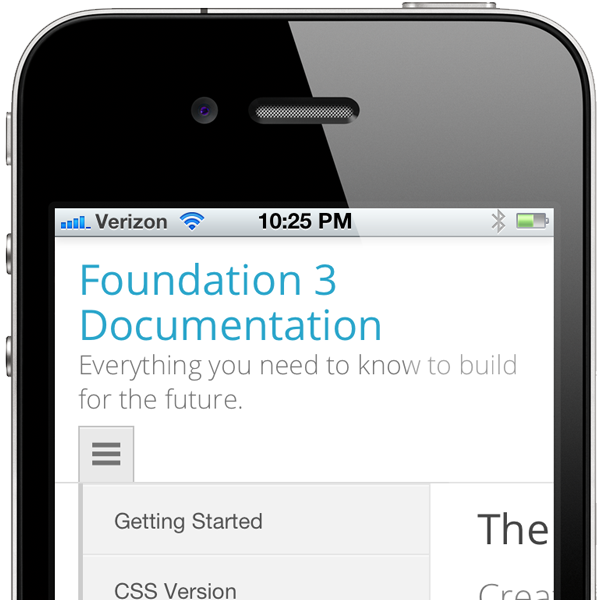 Verizon 10:25 PM
Foundation 3
Documentation
Everything you need to know to build
for the future.
Getting Started
The
CSS Version
Crea